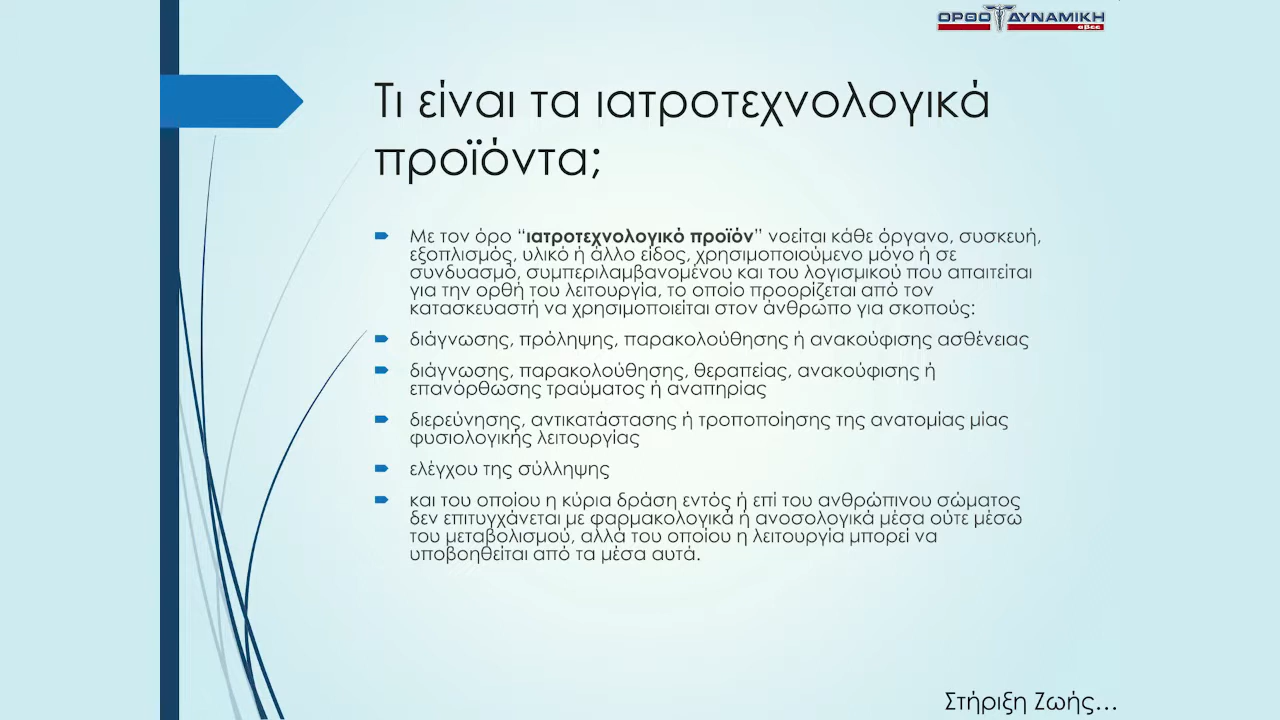 ΟΡΘΟ ΔΥΝΑΜΙΚΗ
αβεε
Τι είναι τα ιατροτεχνολογικά
προϊόντα;
Με τον όρο “ιατροτεχνολογικό προϊόν” νοείται κάθε όργανο, συσκευή,
εξοπλισμός, υλικό ή άλλο είδος, χρησιμοποιούμενο μόνο ή σε
συνδυασμό, συμπεριλαμβανομένου και του λογισμικού που απαιτείται
για την ορθή του λειτουργία, το οποίο προορίζεται από τον
κατασκευαστή να χρησιμοποιείται στον άνθρωπο για σκοπούς:
διάγνωσης, πρόληψης, παρακολούθησης ή ανακούφισης ασθένειας
διάγνωσης, παρακολούθησης, θεραπείας, ανακούφισης ή
επανόρθωσης τραύματος ή αναπηρίας
διερεύνησης, αντικατάστασης ή τροποποίησης της ανατομίας μίας
φυσιολογικής λειτουργίας
ελέγχου της σύλληψης
και του οποίου η κύρια δράση εντός ή επί του ανθρώπινου σώματος
δεν επιτυγχάνεται με φαρμακολογικά ή ανοσολογικά μέσα ούτε μέσω
του μεταβολισμού, αλλά του οποίου η λειτουργία μπορεί να
υποβοηθείται από τα μέσα αυτά.
Στήριξη Ζωής...